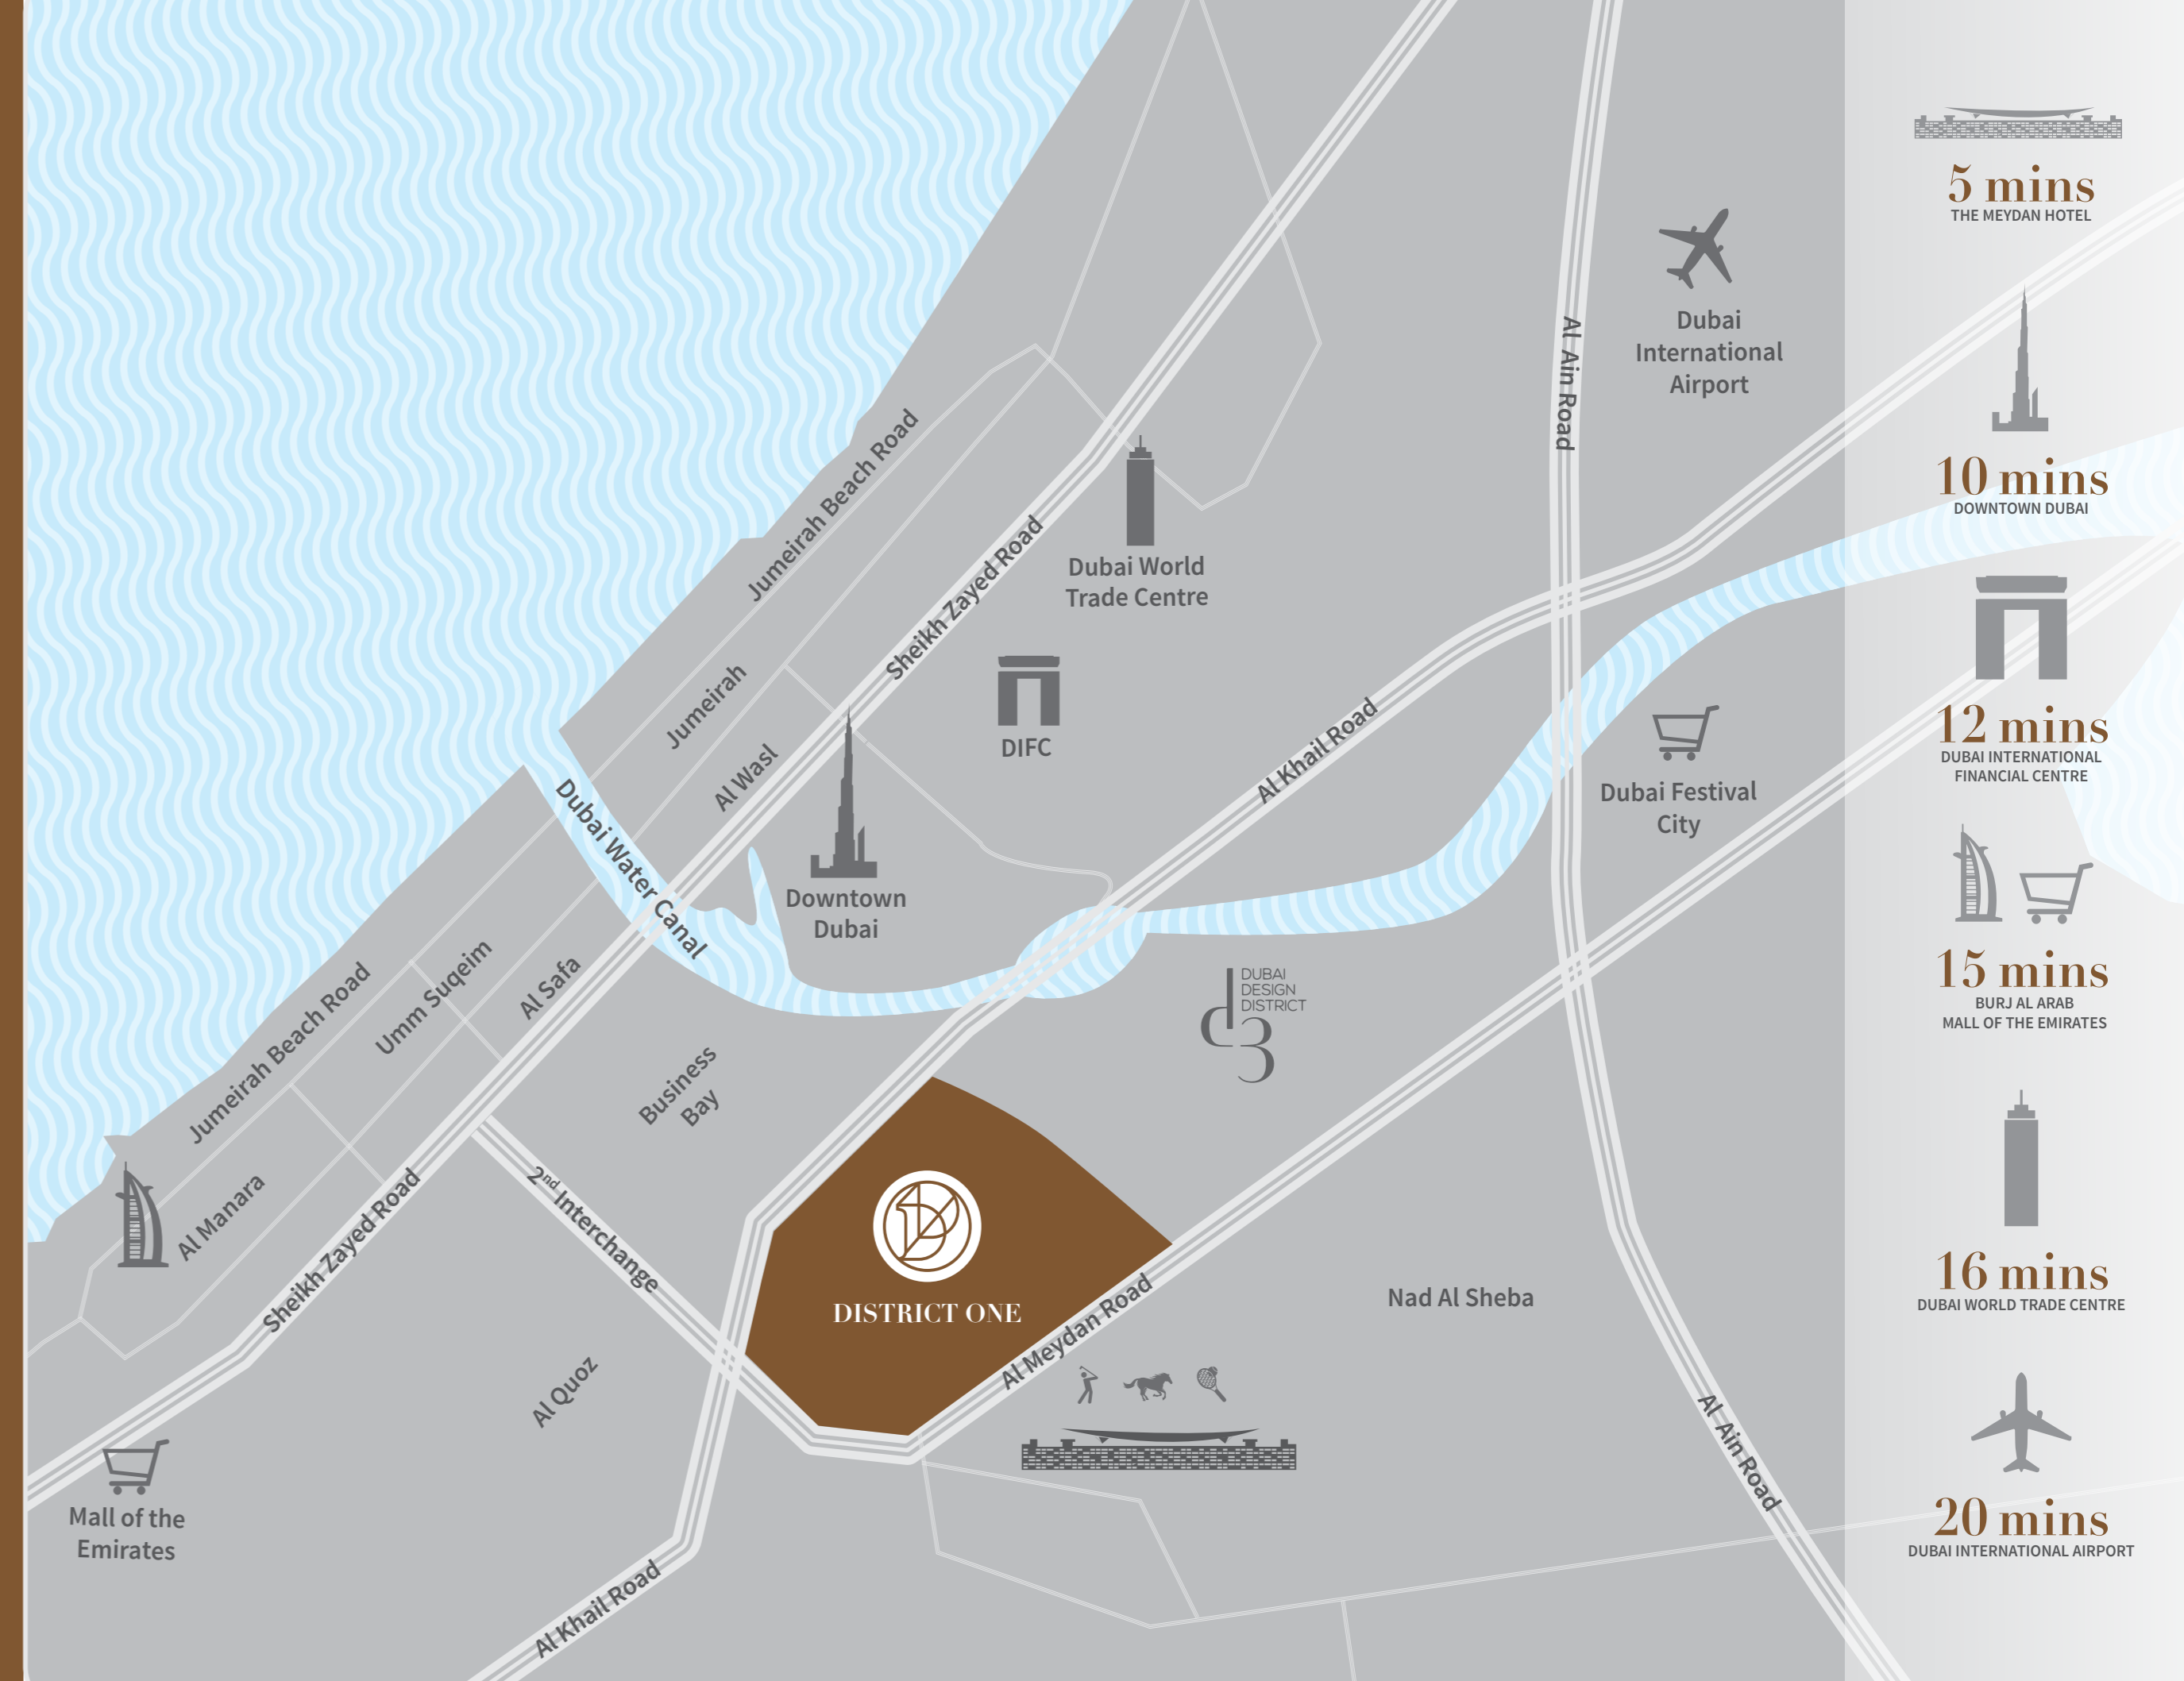 Jumeirah Beach Road
Jumeirah
Al Wasl
Sheikh Zayed Road
Dubai World
Trade Centre
DIFC
Downtown
Dubai
Dubai Water Canal
Al Ain Road
Dubai
International
Airport
Al Khail Road
Dubai Festival
City
DUBAI
DESIGN
DISTRICT
d3
Jumeirah Beach Road
Umm Suqeim
Al Safa
Business
Bay
Al Manara
Sheikh Zayed Road
2nd Interchange
DISTRICT ONE
Al Meydan Road
Nad Al Sheba
Al Quoz
Mall of the
Emirates
Al Khail Road
Al Ain Road
5 mins
THE MEYDAN HOTEL
10 mins
DOWNTOWN DUBAI
12 mins
DUBAI INTERNATIONAL
FINANCIAL CENTRE
15 mins
BURJ AL ARAB
MALL OF THE EMIRATES
16 mins
DUBAI WORLD TRADE CENTRE
20 mins
DUBAI INTERNATIONAL AIRPORT